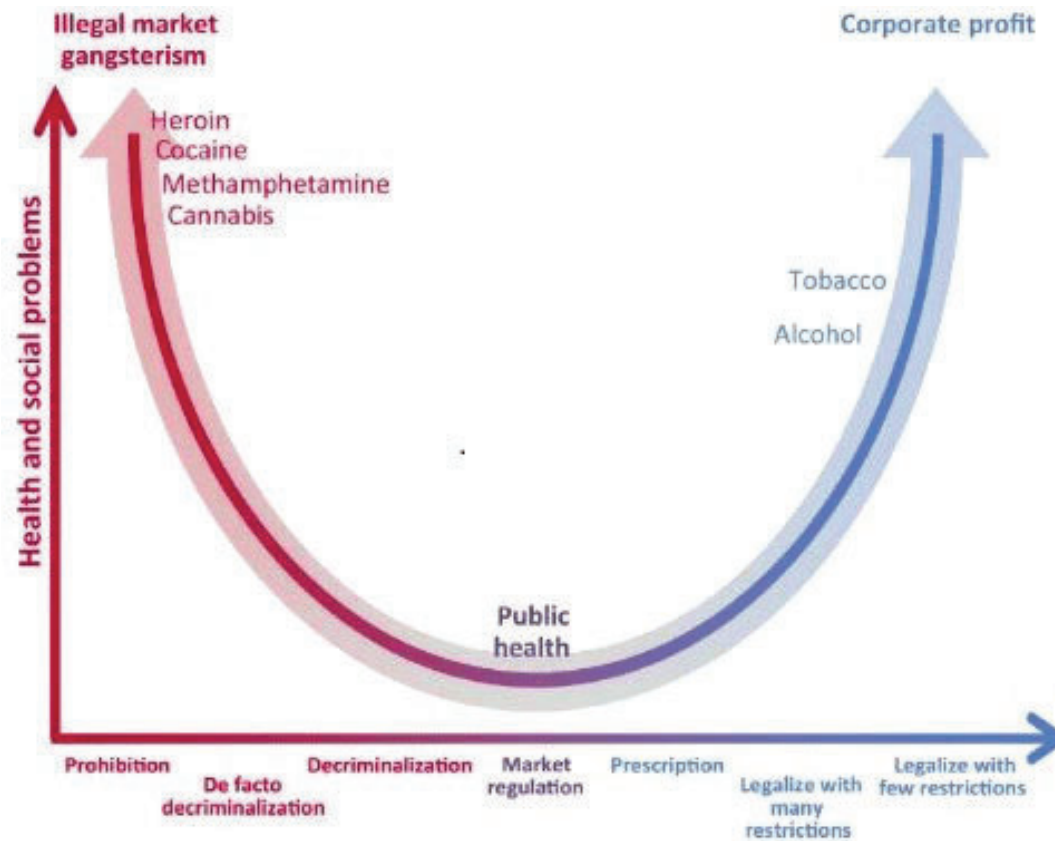 Illegal market
gangsterism
Corporate profit
Heroin
Cocaine
Methamphetamine
Cannabis
Health and social problems
Tobacco
Alcohol
Public
health
Prohibition
De facto
decriminalization
Decriminalization
Market
regulation
Prescription
Legalize with
many
restrictions
Legalize with
few restrictions